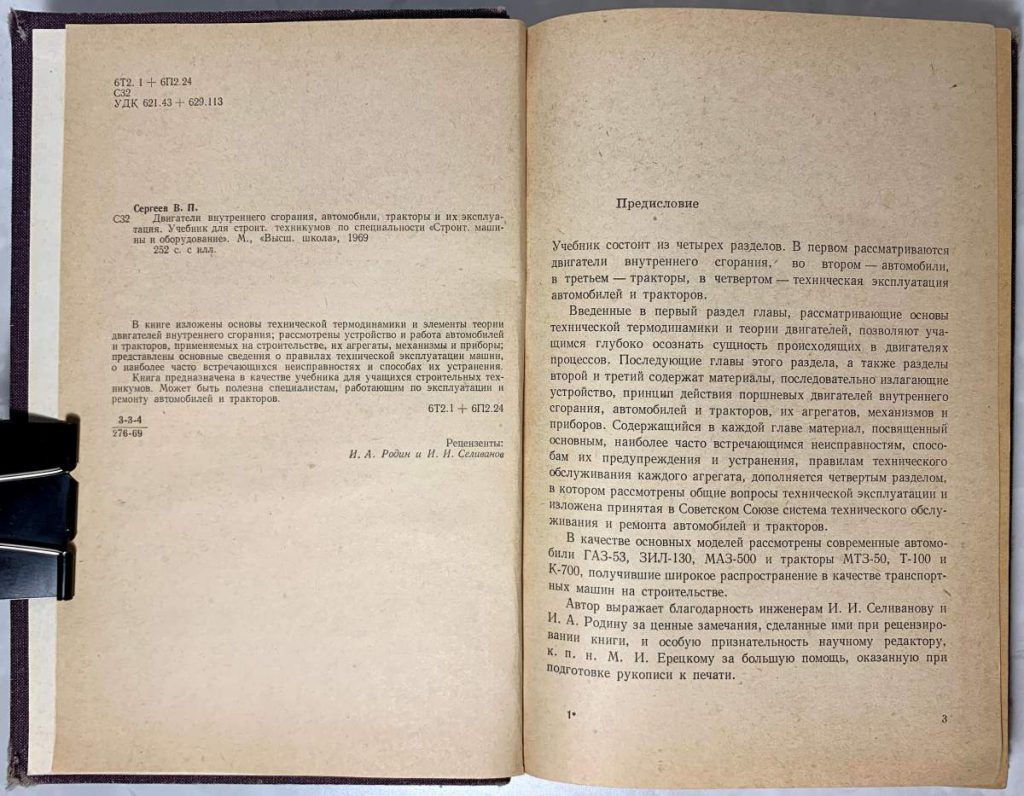 6Т2. 1 + 6П2.24
С32
УДК 621.43 + 629.113
Сергеев В. П.
С32 Двигатели внутреннего сгорания, автомобили, тракторы и их эксплуа-
тация. Учебник для строит. техникумов по специальности «Строит. маши-
ны и оборудование». М., «Высш. школа», 1969
252 с. с илл.
В книге изложены основы технической термодинамики и элементы теории
двигателей внутреннего сгорания; рассмотрены устройство и работа автомобилей
и тракторов, применяемых на строительстве, их агрегаты, механизмы и приборы;
представлены основные сведения о правилах технической эксплуатации машин,
о наиболее часто встречающихся неисправностях и способах их устранения.
Книга предназначена в качестве учебника для учащихся строительных тех-
никумов. Может быть полезна специалистам, работающим по эксплуатации и
ремонту автомобилей и тракторов.
6Т2.1 + 6П2.24
3-3-4
276-69
Рецензенты:
И. А. Родин и И. И. Селиванов
Предисловие
Учебник состоит из четырех разделов. В первом рассматриваются
двигатели внутреннего сгорания, во втором — автомобили,
в третьем — тракторы, в четвертом — техническая эксплуатация
автомобилей и тракторов.
Введенные в первый раздел главы, рассматривающие основы
технической термодинамики и теории двигателей, позволяют уча-
щимся глубоко осознать сущность происходящих в двигателях
процессов. Последующие главы этого раздела, а также разделы
второй и третий содержат материалы, последовательно излагающие
устройство, принцип действия поршневых двигателей внутреннего
сгорания, автомобилей и тракторов, их агрегатов, механизмов и
приборов. Содержащийся в каждой главе материал, посвященный
основным, наиболее часто встречающимся неисправностям, спосо-
бам их предупреждения и устранения, правилам технического
обслуживания каждого агрегата, дополняется четвертым разделом,
в котором рассмотрены общие вопросы технической эксплуатации и
изложена принятая в Советском Союзе система технического обслу-
живания и ремонта автомобилей и тракторов.
В качестве основных моделей рассмотрены современные автомо-
били ГАЗ-53, ЗИЛ-130, МАЗ-500 и тракторы МТЗ-50, Т-100 и
К-700, получившие широкое распространение в качестве транспорт-
ных машин на строительстве.
Автор выражает благодарность инженерам И. И. Селиванову и
И. А. Родину за ценные замечания, сделанные ими при рецензиро-
вании книги, и особую признательность научному редактору,
к. п. н. М. И. Ерецкому за большую помощь, оказанную при
подготовке рукописи к печати.
1*
3